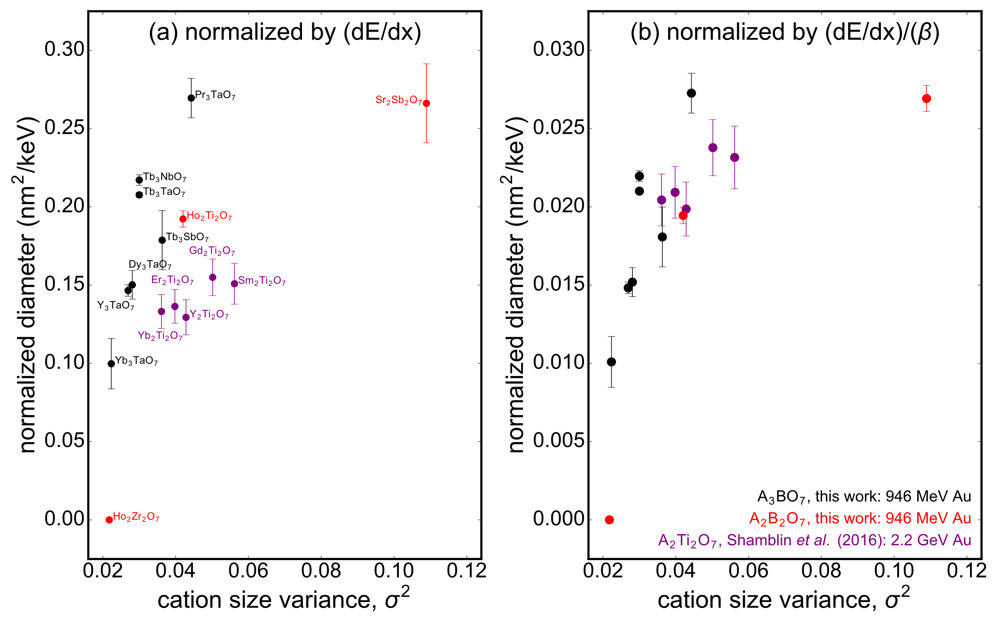 (a) normalized by (dE/dx)
normalized diameter (nm²/keV)
0.30
0.25
0.20
0.15
0.10
0.05
0.00
Pr₃TaO₇
Sr₂Sb₂O₇
Tb₃NbO₇
Tb₃TaO₇
Ho₂Ti₂O₇
Tb₃SbO₇
Gd₂Ti₂O₇
Dy₃TaO₇
Er₂Ti₂O₇
Sm₂Ti₂O₇
Y₃TaO₇
Y₂Ti₂O₇
Yb₂Ti₂O₇
Yb₃TaO₇
Ho₂Zr₂O₇
0.02 0.04 0.06 0.08 0.10 0.12
cation size variance, σ²
(b) normalized by (dE/dx)/(β)
normalized diameter (nm²/keV)
0.030
0.025
0.020
0.015
0.010
0.005
0.000
A₃BO₇, this work: 946 MeV Au
A₂B₂O₇, this work: 946 MeV Au
A₂Ti₂O₇, Shamblin et al. (2016): 2.2 GeV Au
0.02 0.04 0.06 0.08 0.10 0.12
cation size variance, σ²